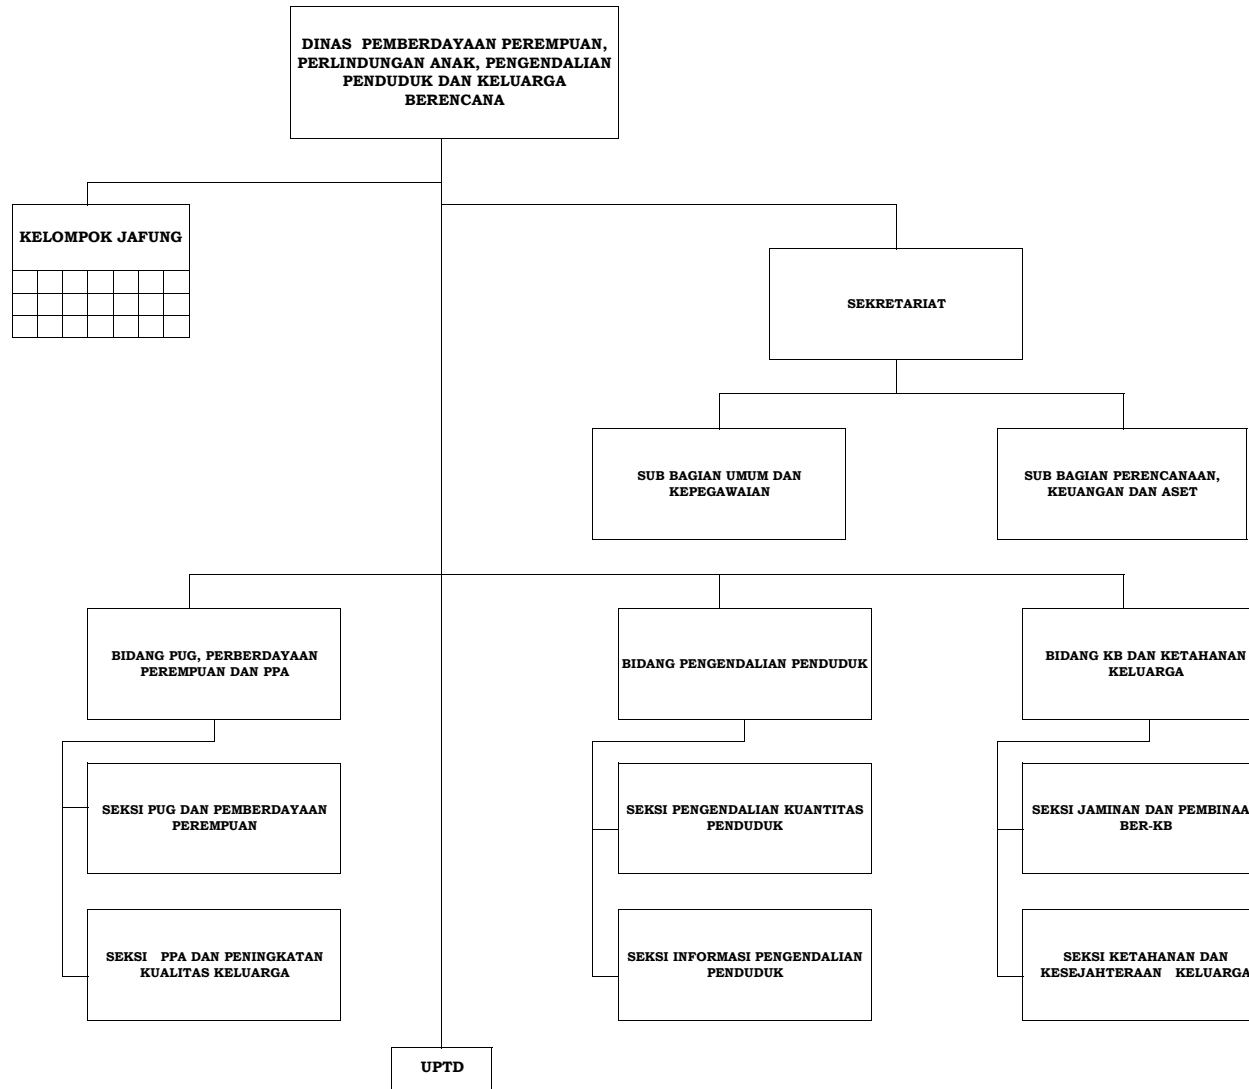 DINAS PEMBERDAYAAN PEREMPUAN,
PERLINDUNGAN ANAK, PENGENDALIAN
PENDUDUK DAN KELUARGA
BERENCANA
KELOMPOK JAFUNG
SEKRETARIAT
SUB BAGIAN UMUM DAN
KEPEGAWAIAN
SUB BAGIAN PERENCANAAN,
KEUANGAN DAN ASET
BIDANG PUG, PERBERDAYAAN
PEREMPUAN DAN PPA
BIDANG PENGENDALIAN PENDUDUK
BIDANG KB DAN KETAHANAN
KELUARGA
SEKSI PUG DAN PEMBERDAYAAN
PEREMPUAN
SEKSI PENGENDALIAN KUANTITAS
PENDUDUK
SEKSI JAMINAN DAN PEMBINAA
BER-KB
SEKSI PPA DAN PENINGKATAN
KUALITAS KELUARGA
SEKSI INFORMASI PENGENDALIAN
PENDUDUK
SEKSI KETAHANAN DAN
KESEJAHTERAAN KELUARGA
UPTD